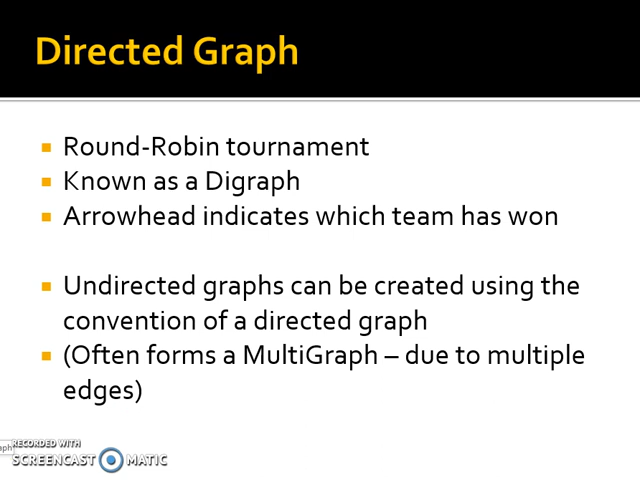 Directed Graph
Round-Robin tournament
Known as a Digraph
Arrowhead indicates which team has won
Undirected graphs can be created using the
convention of a directed graph
(Often forms a MultiGraph – due to multiple
edges)
aph
RECORDED WITH
SCREENCAST MATIC